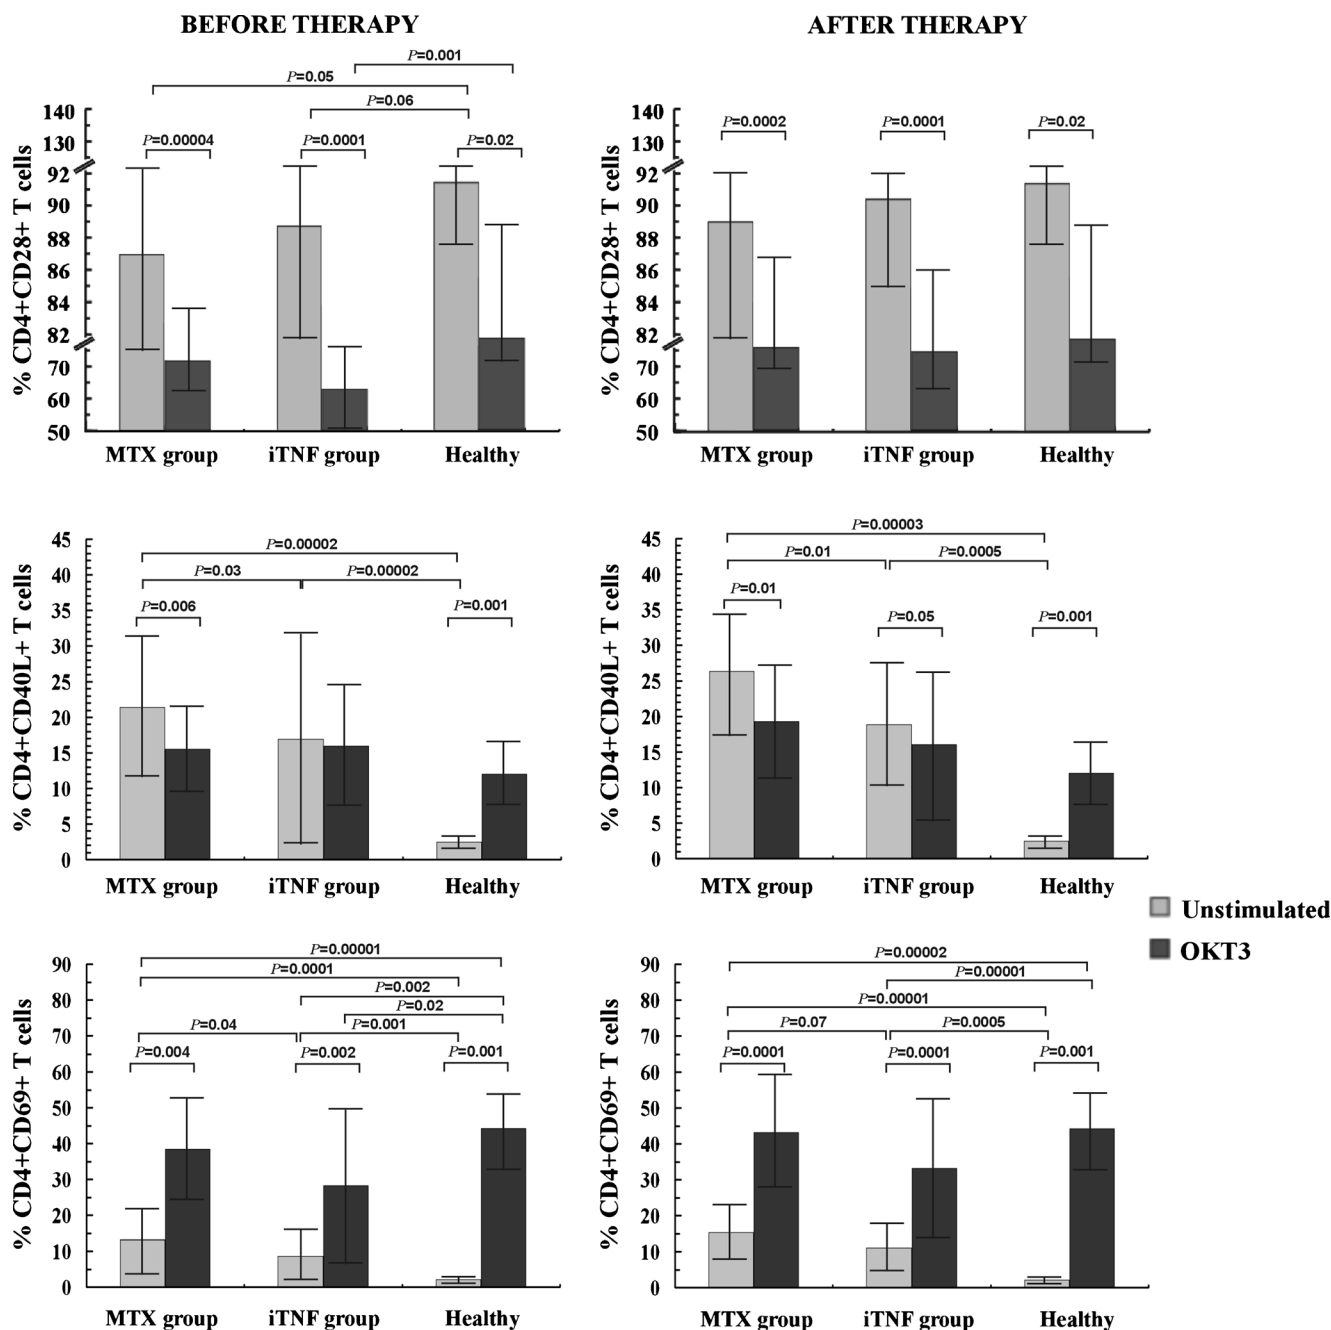 BEFORE THERAPY
AFTER THERAPY
% CD4+CD28+ T cells
140
130
92
90
88
86
84
82
70
60
50
P=0.001
P=0.05
P=0.06
P=0.00004
P=0.0001
P=0.02
MTX group
iTNF group
Healthy
% CD4+CD28+ T cells
140
130
92
90
88
86
84
82
70
60
50
P=0.0002
P=0.0001
P=0.02
MTX group
iTNF group
Healthy
% CD4+CD40L+ T cells
45
40
35
30
25
20
15
10
5
0
P=0.00002
P=0.03
P=0.00002
P=0.006
P=0.001
MTX group
iTNF group
Healthy
% CD4+CD40L+ T cells
45
40
35
30
25
20
15
10
5
0
P=0.00003
P=0.01
P=0.0005
P=0.01
P=0.05
P=0.001
MTX group
iTNF group
Healthy
Unstimulated
OKT3
% CD4+CD69+ T cells
90
80
70
60
50
40
30
20
10
0
P=0.00001
P=0.0001
P=0.002
P=0.02
P=0.04
P=0.001
P=0.004
P=0.002
P=0.001
MTX group
iTNF group
Healthy
% CD4+CD69+ T cells
90
80
70
60
50
40
30
20
10
0
P=0.00002
P=0.00001
P=0.00001
P=0.07
P=0.0005
P=0.0001
P=0.0001
P=0.001
MTX group
iTNF group
Healthy